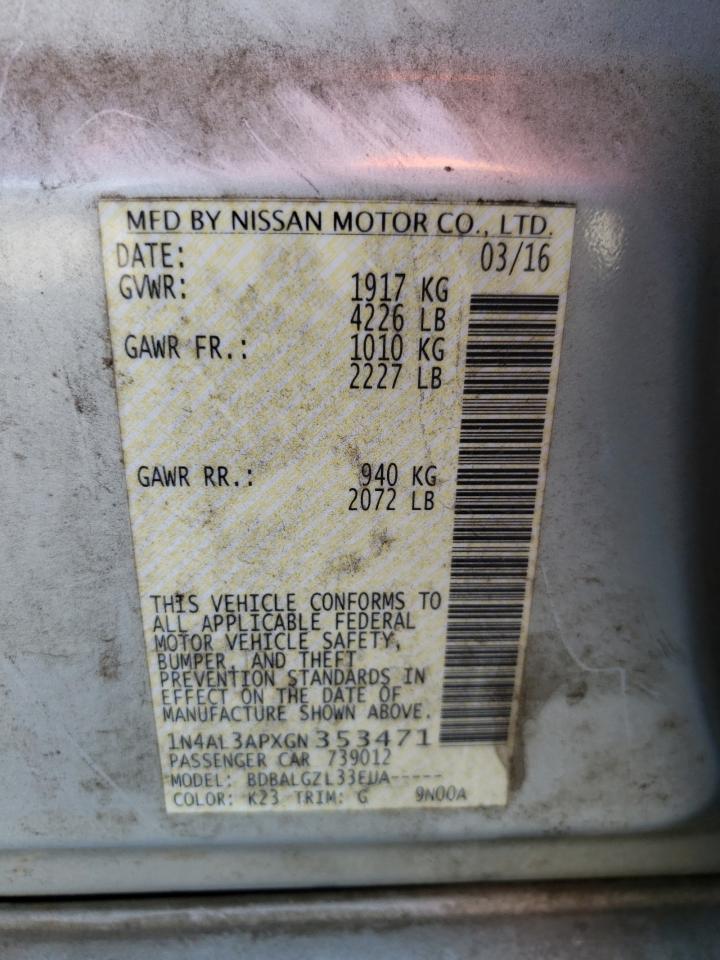 MFD BY NISSAN MOTOR CO., LTD.
DATE: 03/16
GVWR: 1917 KG
4226 LB
GAWR FR.: 1010 KG
2227 LB
GAWR RR.: 940 KG
2072 LB
THIS VEHICLE CONFORMS TO
ALL APPLICABLE FEDERAL
MOTOR VEHICLE SAFETY,
BUMPER, AND THEFT
PREVENTION STANDARDS IN
EFFECT ON THE DATE OF
MANUFACTURE SHOWN ABOVE.
1N4AL3APXGN353471
PASSENGER CAR 739012
MODEL: BDBALGZL33EUA-----
COLOR: K23 TRIM: G 9N00A